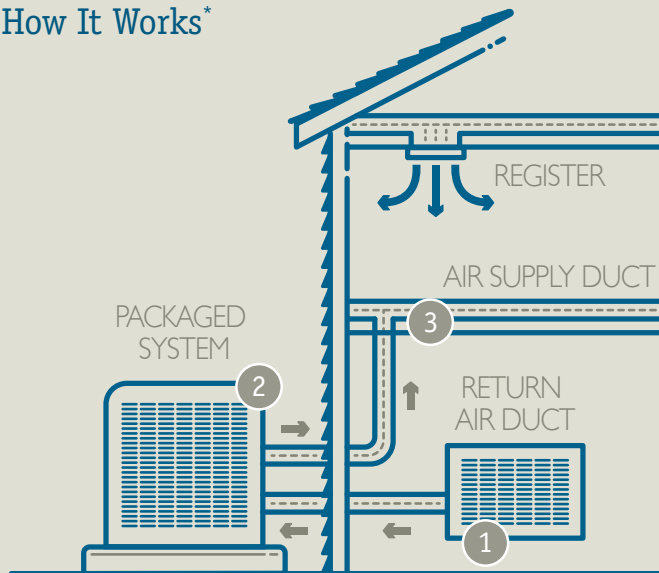 How It Works*
REGISTER
AIR SUPPLY DUCT
3
PACKAGED
SYSTEM
2
RETURN
AIR DUCT
1